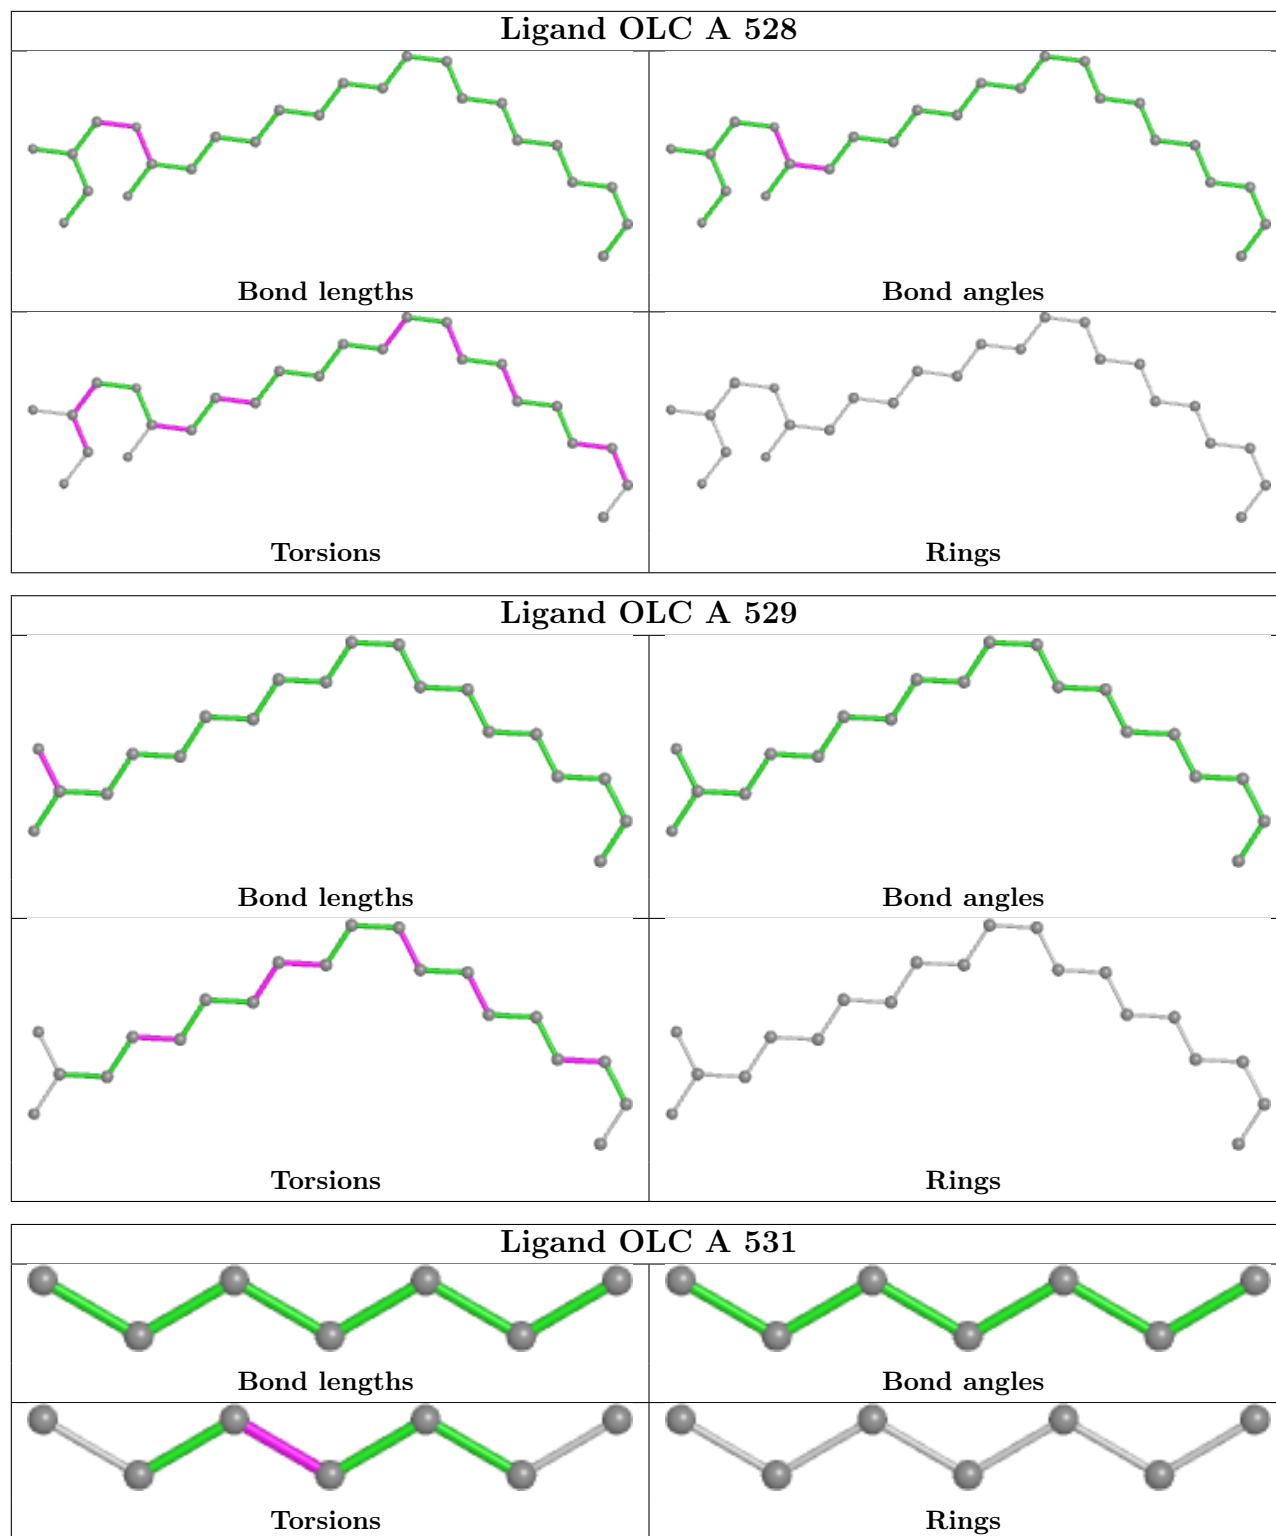 Ligand OLC A 528
Bond lengths
Bond angles
Torsions
Rings
Ligand OLC A 529
Bond lengths
Bond angles
Torsions
Rings
Ligand OLC A 531
Bond lengths
Bond angles
Torsions
Rings